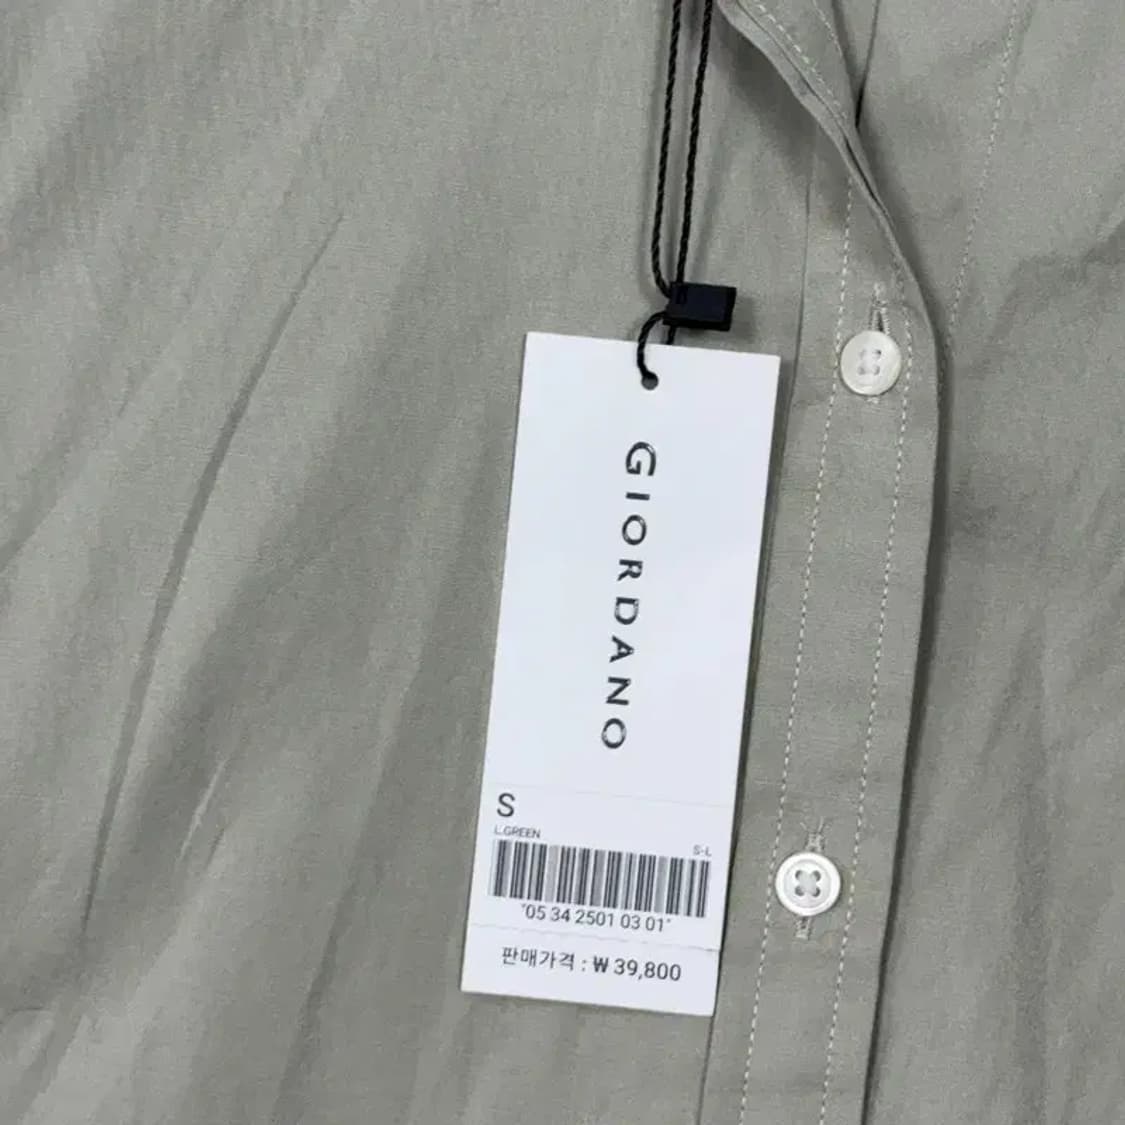 GIORDANO
S
L.GREEN
S-L
*05 34 2501 03 01*
판매가격 : ₩ 39,800